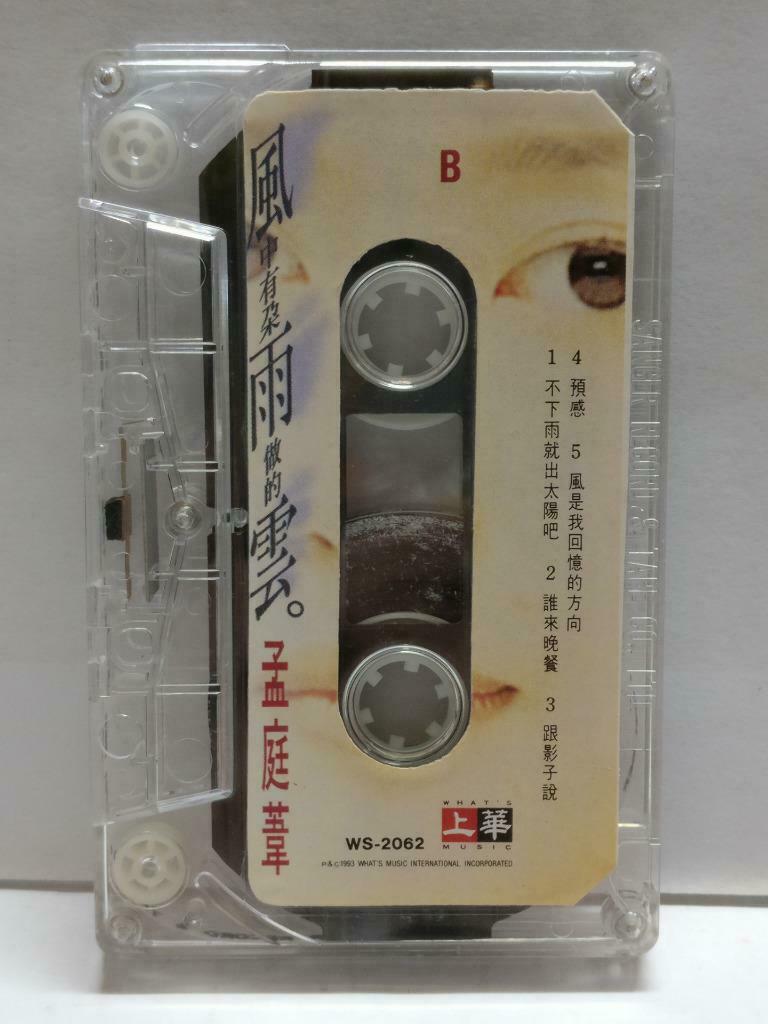 B
風中有朵雨做的雲。
孟庭葦
4 預感 5 風是我回憶的方向
1 不下雨就出太陽吧 2 誰來晚餐 3 跟影子說
WS-2062
WHAT'S
上華
MUSIC
P&C1993 WHAT'S MUSIC INTERNATIONAL INCORPORATED